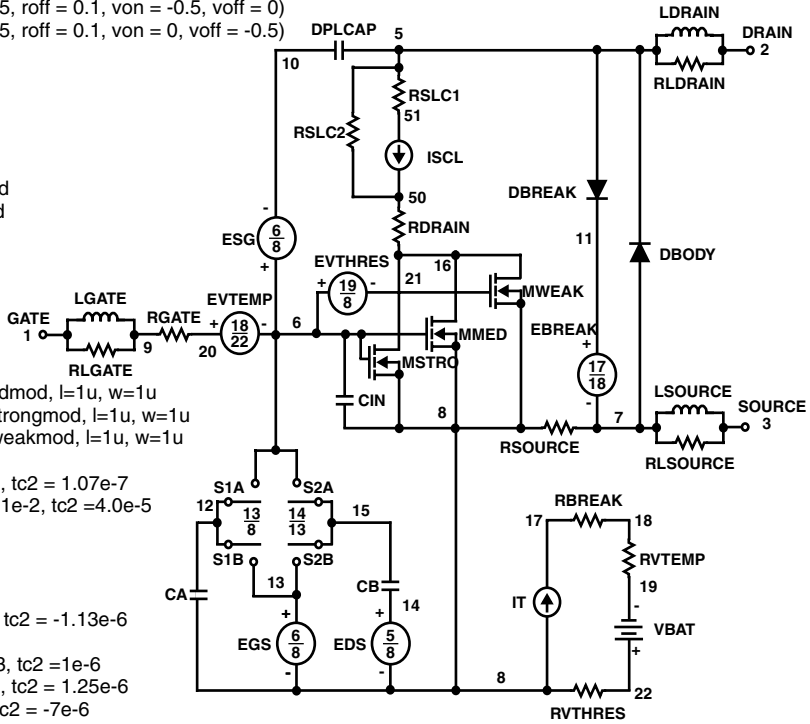 5, roff = 0.1, von = -0.5, voff = 0)
5, roff = 0.1, von = 0, voff = -0.5)
LDRAIN
DPLCAP
5
DRAIN
2
10
RLDRAIN
RSLC1
51
RSLC2
ISCL
d
d
50
DBREAK
RDRAIN
ESG
-
6
8
+
11
DBODY
EVTHRES
+
19
8
-
16
21
MWEAK
LGATE
EVTEMP
GATE
1
RGATE
+
18
22
-
6
EBREAK
+
MMED
9
20
RLGATE
MSTRO
17
18
-
dmod, l=1u, w=1u
trongmod, l=1u, w=1u
veakmod, l=1u, w=1u
CIN
LSOURCE
8
7
SOURCE
3
RSOURCE
RLSOURCE
, tc2 = 1.07e-7
1e-2, tc2 =4.0e-5
S1A
S2A
12
13
8
14
13
15
RBREAK
17
18
S1B
S2B
RVTEMP
13
CA
CB
19
IT
-
14
+
+
VBAT
tc2 = -1.13e-6
EGS
6
8
EDS
5
8
+
3, tc2 =1e-6
-
-
8
, tc2 = 1.25e-6
22
c2 = -7e-6
RVTHRES